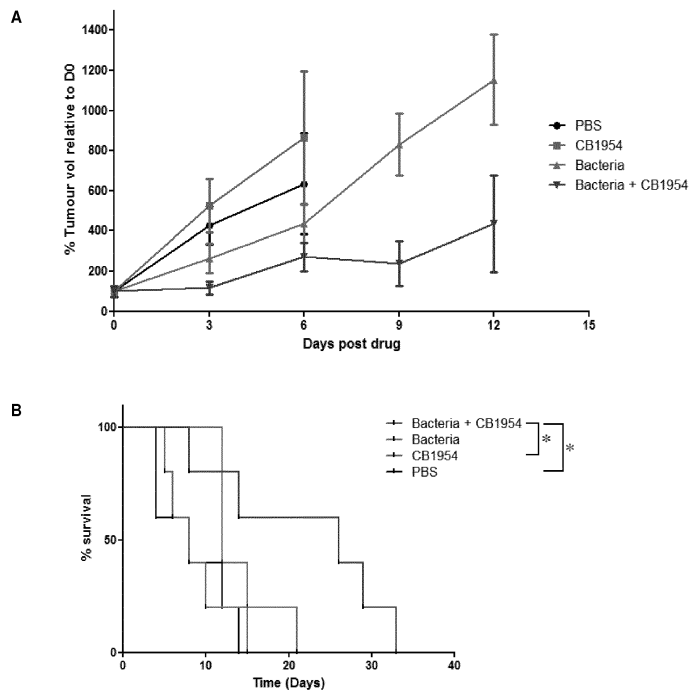 A
% Tumour vol relative to D0
1400
1200
1000
800
600
400
200
0
0 3 6 9 12 15
Days post drug
PBS
CB1954
Bacteria
Bacteria + CB1954
B
% survival
100
50
0
0 10 20 30 40
Time (Days)
Bacteria + CB1954
Bacteria
CB1954
PBS
* *